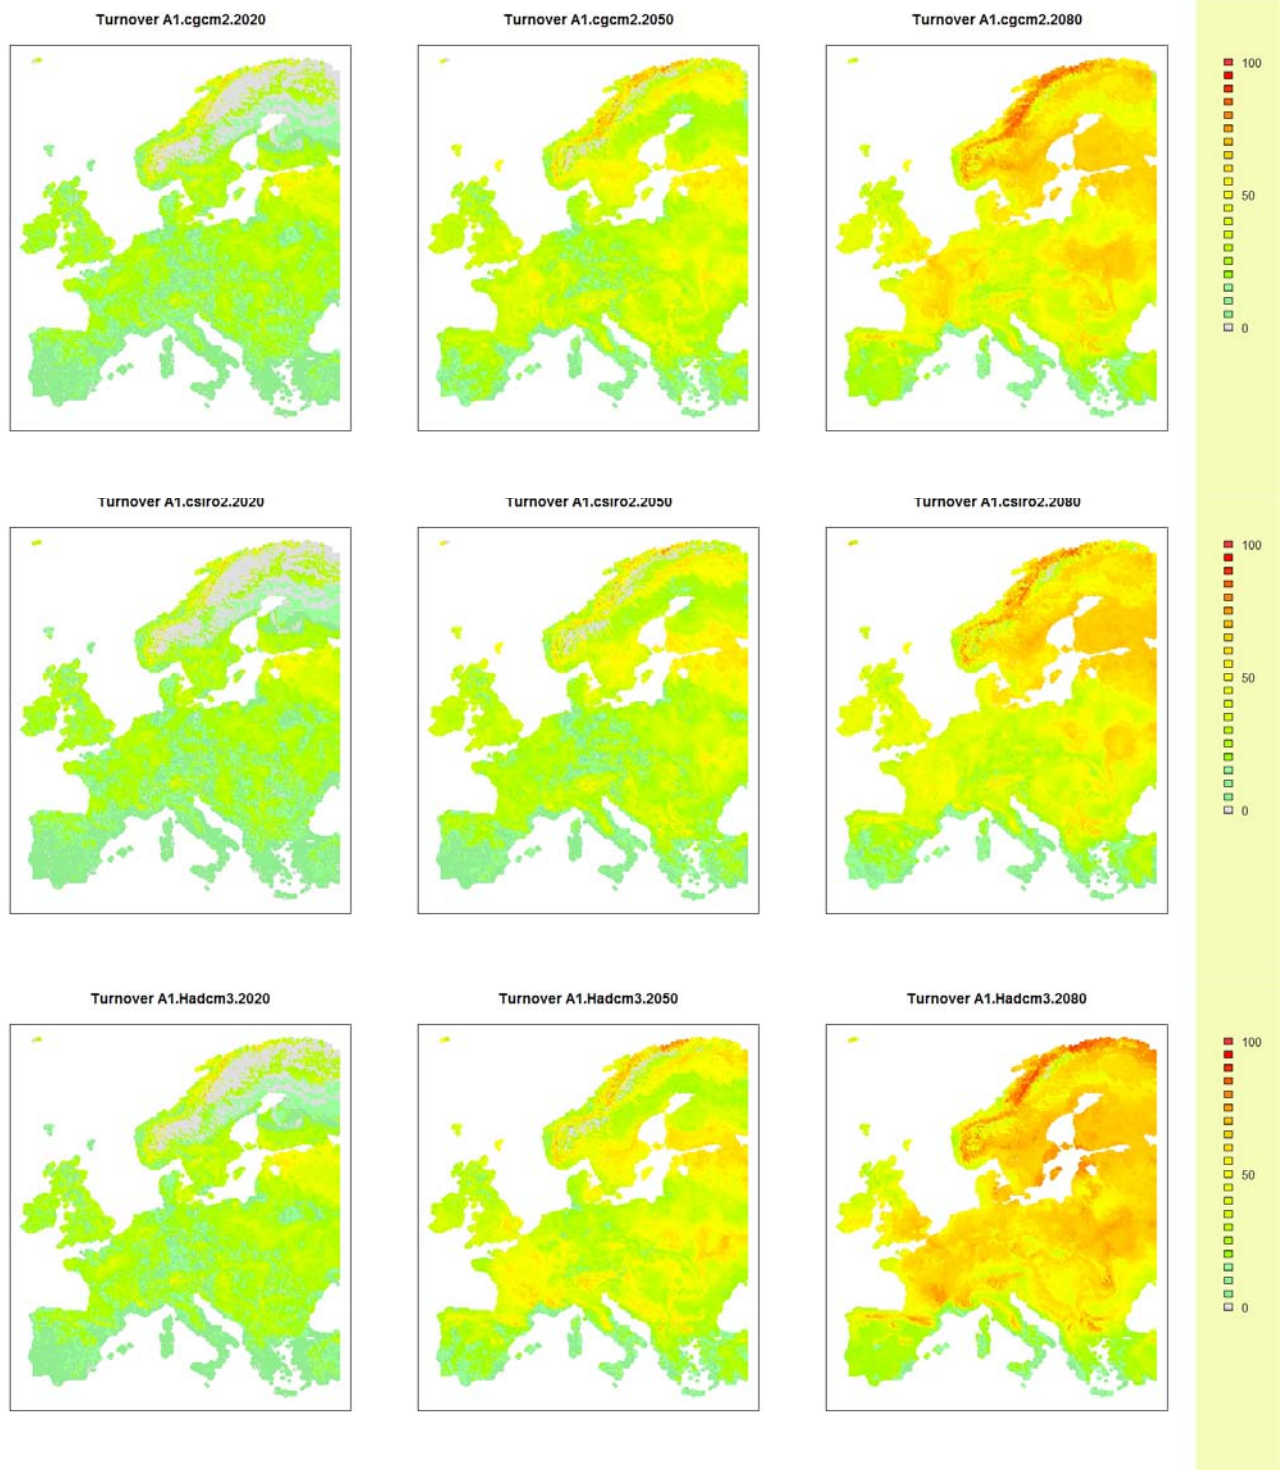 Turnover A1.cgcm2.2020
Turnover A1.cgcm2.2050
Turnover A1.cgcm2.2080
100
50
0
Turnover A1.csiro2.2020
Turnover A1.csiro2.2050
Turnover A1.csiro2.2080
100
50
0
Turnover A1.Hadcm3.2020
Turnover A1.Hadcm3.2050
Turnover A1.Hadcm3.2080
100
50
0